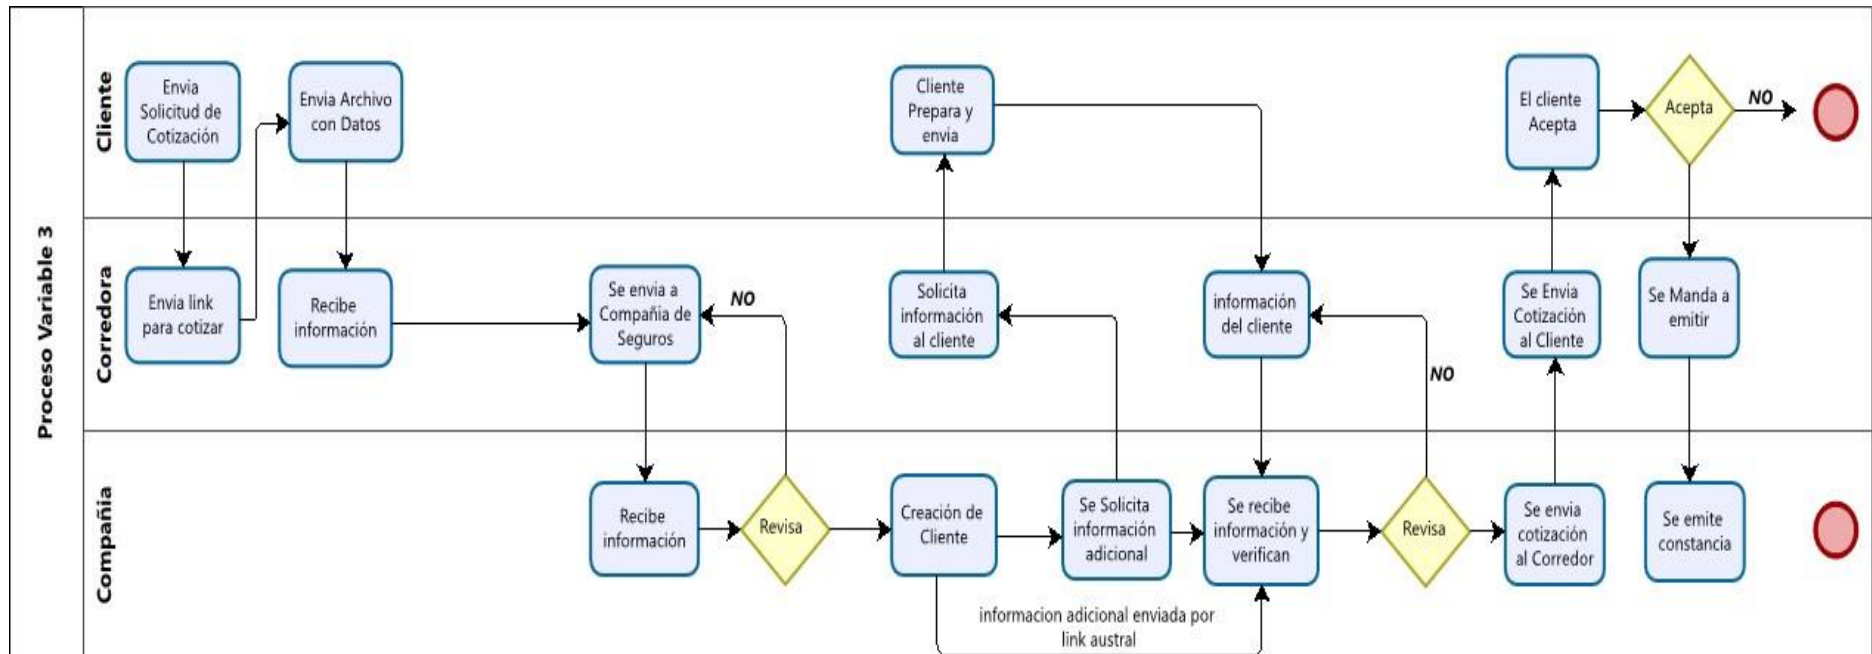 Proceso Variable 3
Cliente
Envia
Solicitud de
Cotización
Envia Archivo
con Datos
Cliente
Prepara y
envia
El cliente
Acepta
Acepta
NO
Corredora
Envia link
para cotizar
Recibe
información
Se envia a
Compañia de
Seguros
NO
Solicita
información
al cliente
información
del cliente
NO
Se Envia
Cotización
al Cliente
Se Manda a
emitir
Compañia
Recibe
información
Revisa
Creación de
Cliente
Se Solicita
información
adicional
Se recibe
información y
verifican
Revisa
Se envia
cotización
al Corredor
Se emite
constancia
informacion adicional enviada por
link austral